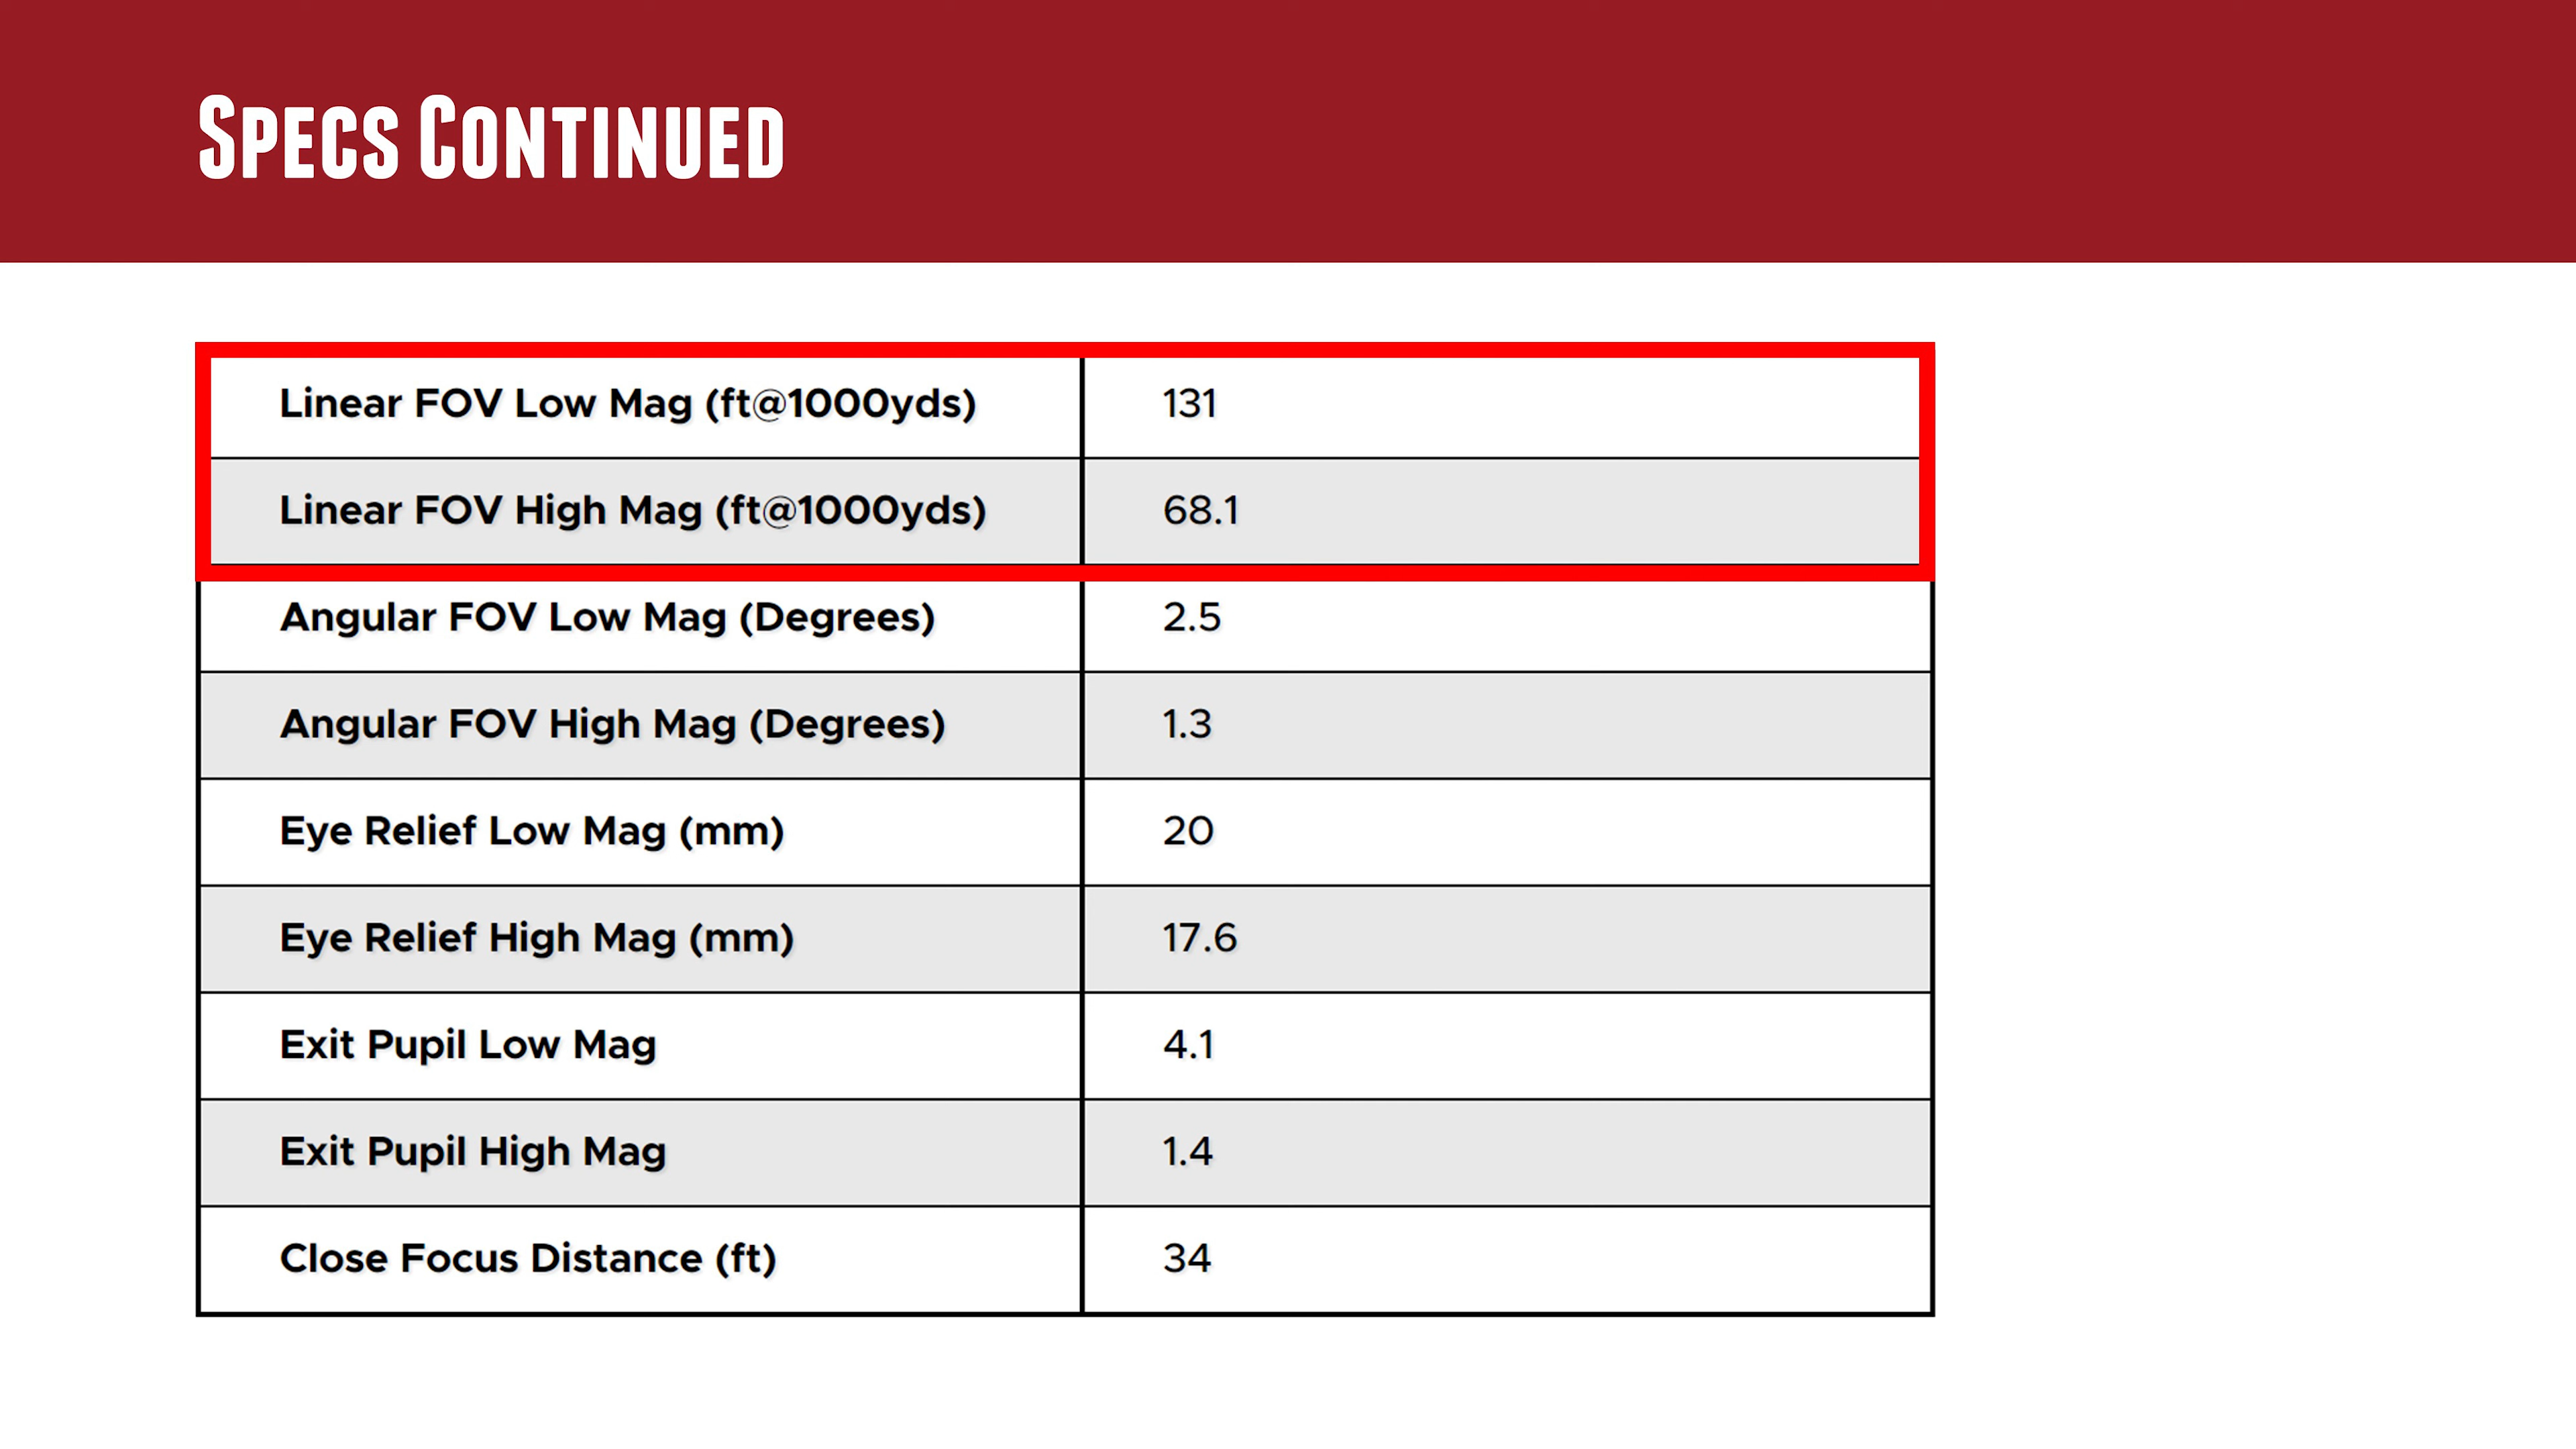 Specs Continued
Linear FOV Low Mag (ft@1000yds) 131
Linear FOV High Mag (ft@1000yds) 68.1
Angular FOV Low Mag (Degrees) 2.5
Angular FOV High Mag (Degrees) 1.3
Eye Relief Low Mag (mm) 20
Eye Relief High Mag (mm) 17.6
Exit Pupil Low Mag 4.1
Exit Pupil High Mag 1.4
Close Focus Distance (ft) 34